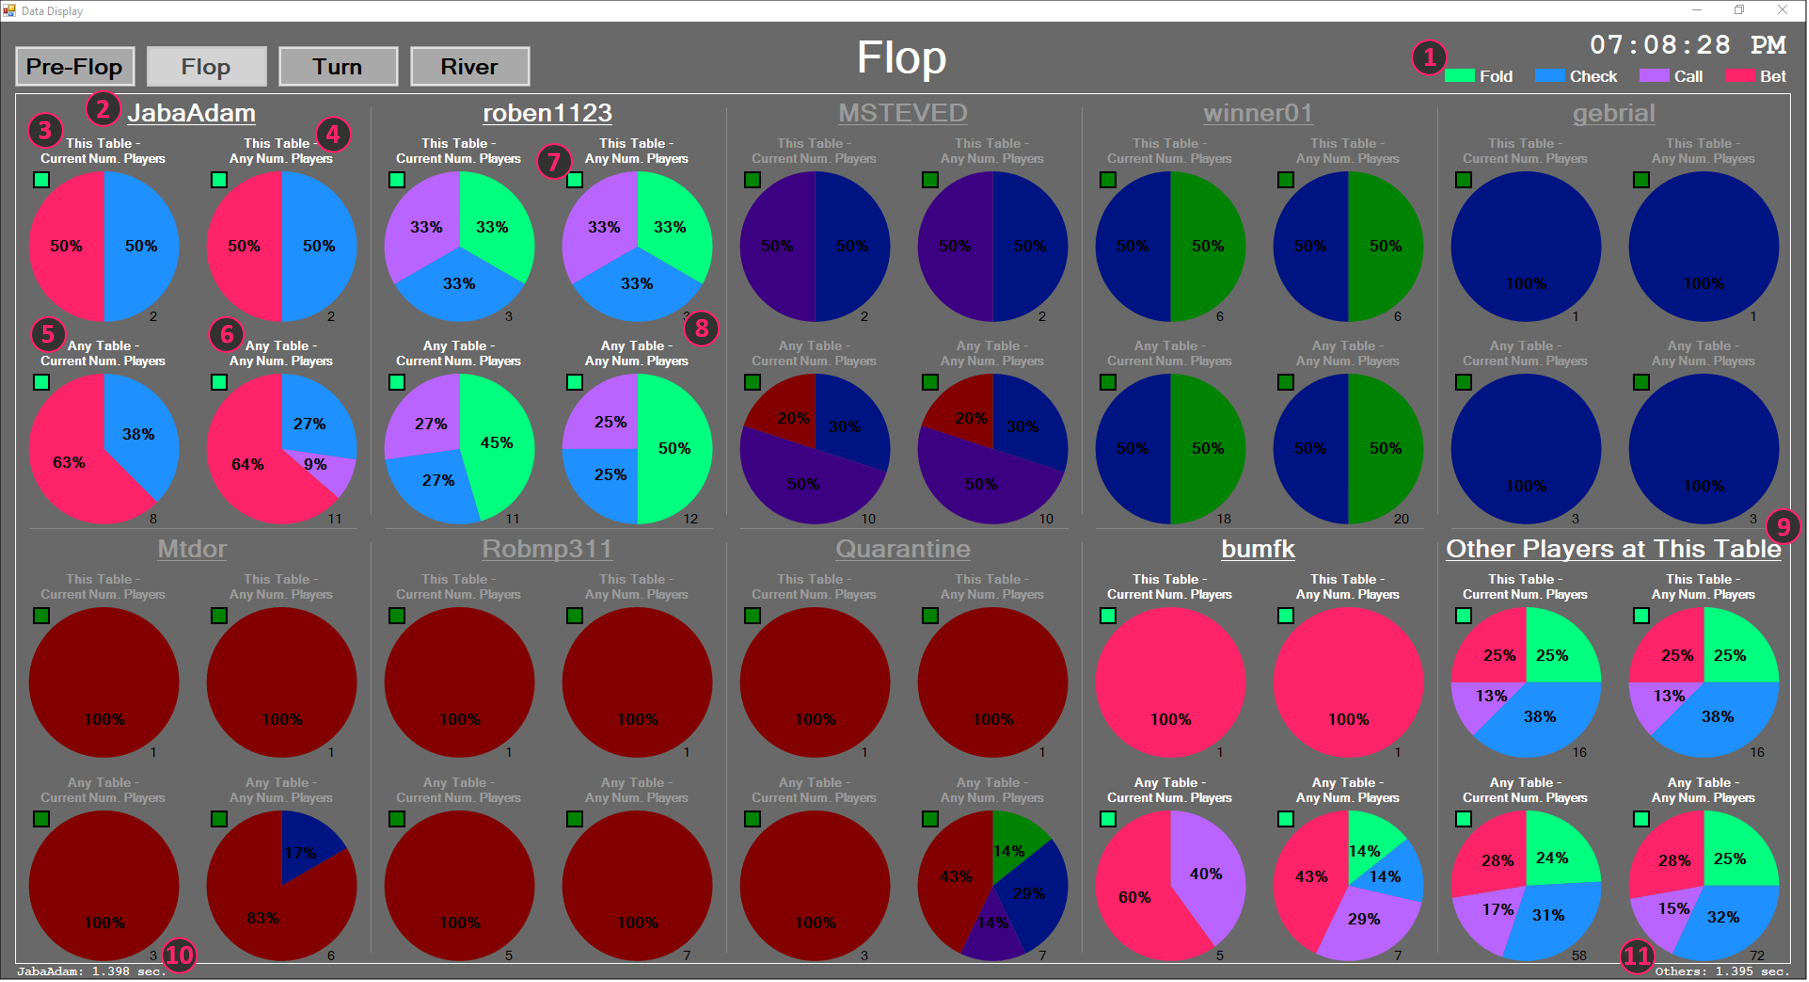 Data Display
07:08:28 PM
Pre-Flop Flop Turn River
Flop
1
Fold Check Call Bet
2
JabaAdam roben1123 MSTEVED winner01 gebrial
3 4 7
This Table - This Table - This Table - This Table - This Table - This Table - This Table - This Table - This Table - This Table -
Current Num. Players Any Num. Players Current Num. Players Any Num. Players Current Num. Players Any Num. Players Current Num. Players Any Num. Players Current Num. Players Any Num. Players
33% 33% 33% 33%
50% 50% 50% 50% 50% 50% 50% 50% 50% 50% 50% 50%
33% 33% 100% 100%
2 2 3 2 2 6 6 1 1
5 6 8
Any Table - Any Table - Any Table - Any Table - Any Table - Any Table - Any Table - Any Table - Any Table - Any Table -
Current Num. Players Any Num. Players Current Num. Players Any Num. Players Current Num. Players Any Num. Players Current Num. Players Any Num. Players Current Num. Players Any Num. Players
27% 27% 25% 20% 30% 20% 30%
38% 45% 50% 50% 50% 50% 50%
63% 64% 9% 27% 25% 50% 50% 100% 100%
8 11 11 12 10 10 18 20 3 3
9
Mtdor Robmp311 Quarantine bumfk Other Players at This Table
This Table - This Table - This Table - This Table - This Table - This Table - This Table - This Table - This Table - This Table -
Current Num. Players Any Num. Players Current Num. Players Any Num. Players Current Num. Players Any Num. Players Current Num. Players Any Num. Players Current Num. Players Any Num. Players
25% 25% 25% 25%
13% 13%
100% 100% 100% 100% 100% 100% 100% 100% 38% 38%
1 1 1 1 1 1 1 1 16 16
Any Table - Any Table - Any Table - Any Table - Any Table - Any Table - Any Table - Any Table - Any Table - Any Table -
Current Num. Players Any Num. Players Current Num. Players Any Num. Players Current Num. Players Any Num. Players Current Num. Players Any Num. Players Current Num. Players Any Num. Players
17% 14% 14% 28% 24% 28% 25%
43% 40% 43% 14%
29% 60% 17% 15%
100% 83% 100% 100% 100% 14% 29% 31% 32%
3 6 5 7 3 7 5 7 58 72
10 11
JabaAdam: 1.398 sec. Others: 1.395 sec.